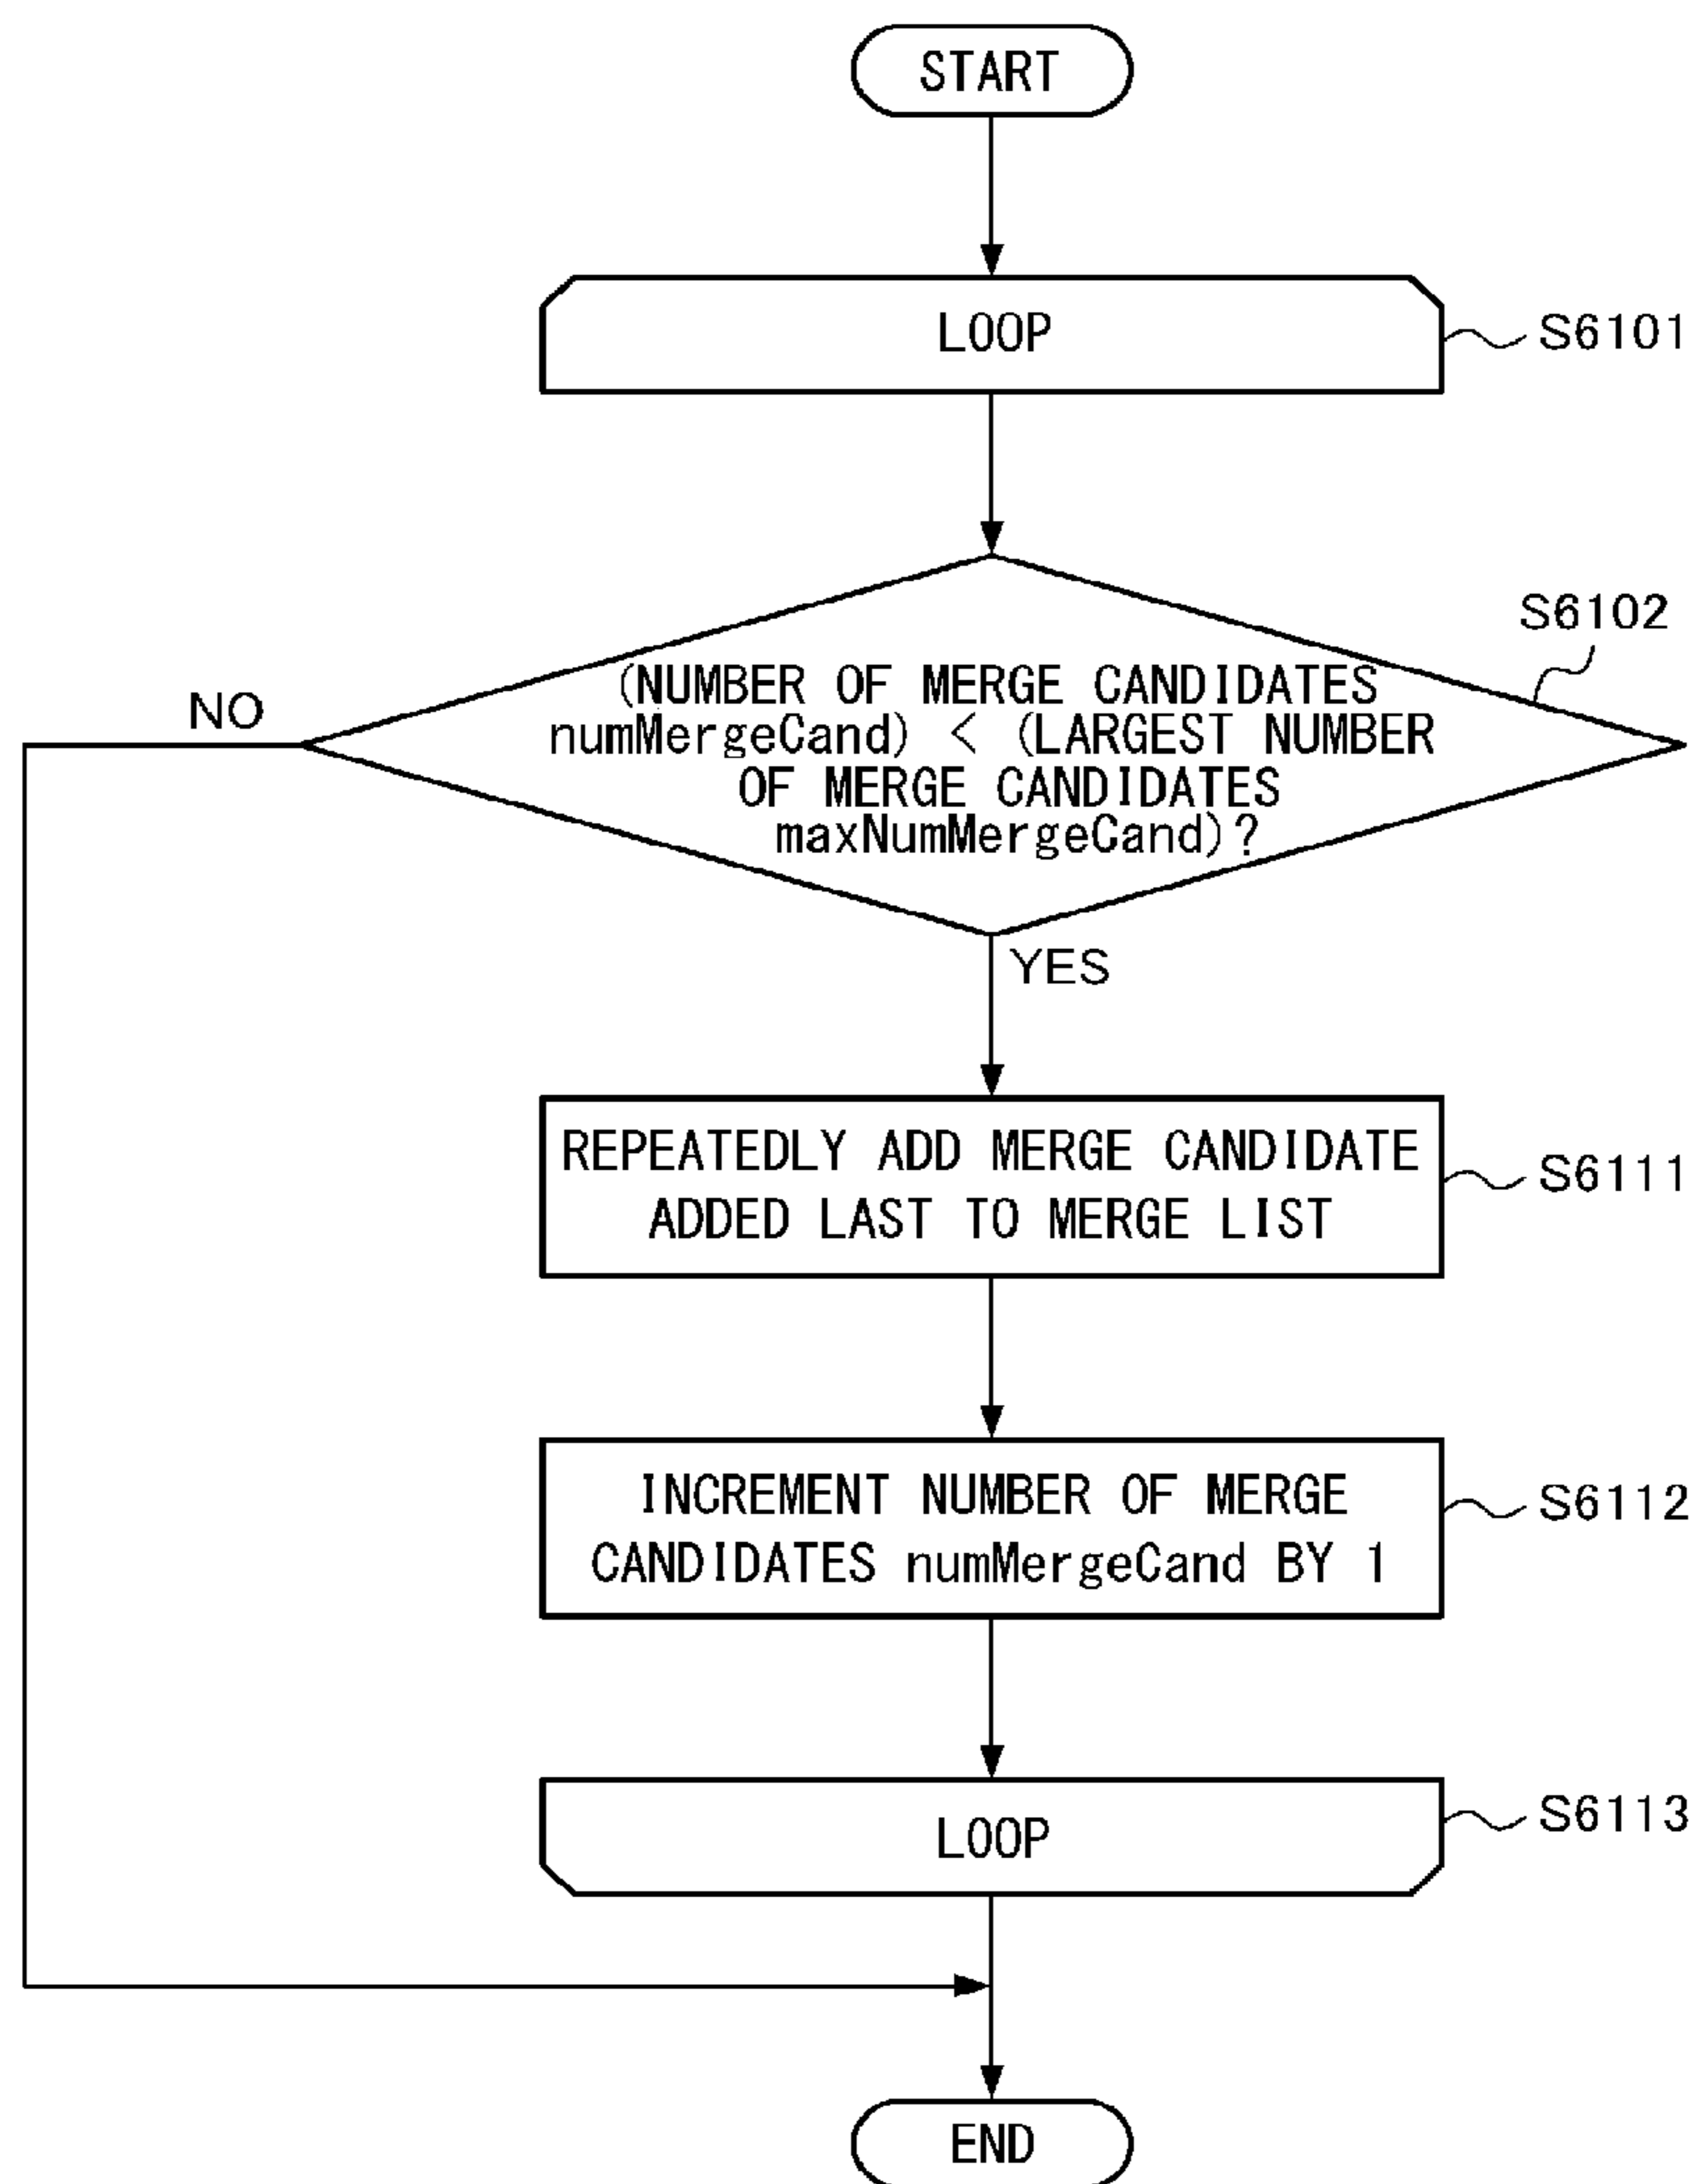 START
LOOP
S6101
S6102
NO
(NUMBER OF MERGE CANDIDATES
numMergeCand) < (LARGEST NUMBER
OF MERGE CANDIDATES
maxNumMergeCand)?
YES
REPEATEDLY ADD MERGE CANDIDATE
ADDED LAST TO MERGE LIST
S6111
INCREMENT NUMBER OF MERGE
CANDIDATES numMergeCand BY 1
S6112
LOOP
S6113
END